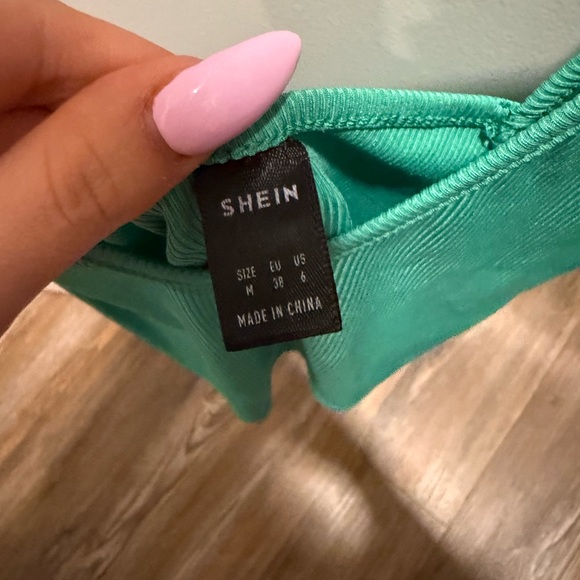 SHEIN
SIZE EU US
M 38 6
MADE IN CHINA